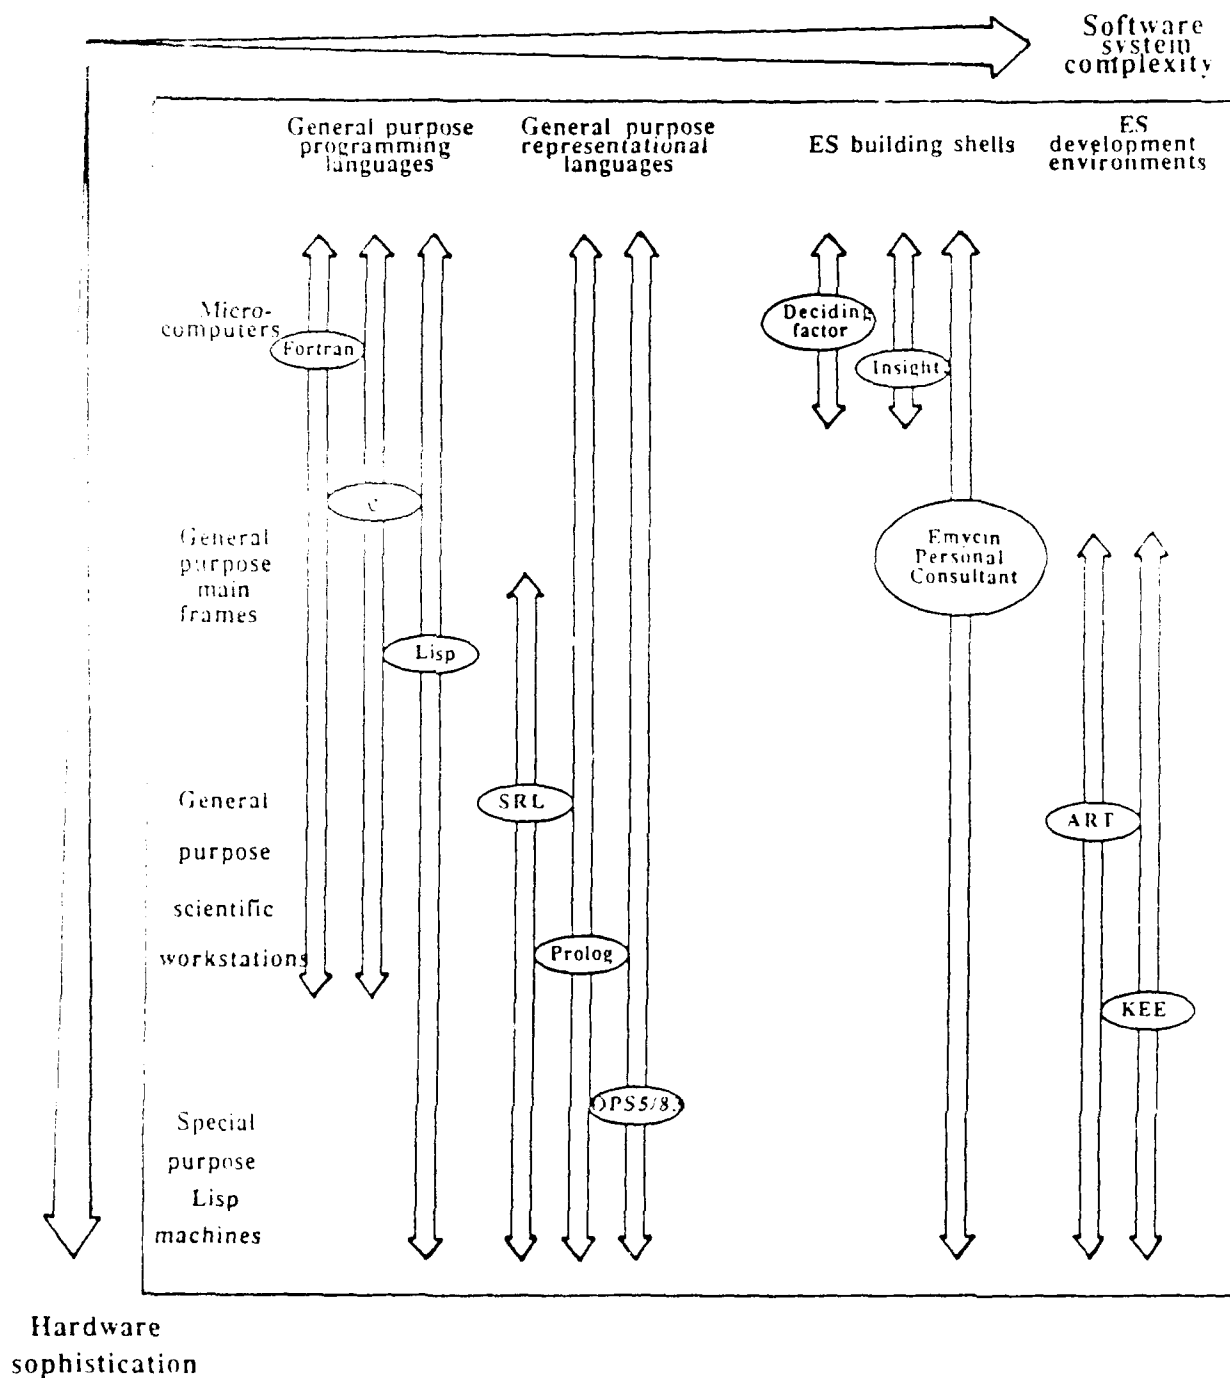 Software
system
complexity
General purpose
programming
languages
General purpose
representational
languages
ES building shells
ES
development
environments
Micro-
computers
Fortran
Deciding
factor
Insight
C
General
purpose
main
frames
Emycin
Personal
Consultant
Lisp
General
purpose
scientific
workstations
SRL
ART
Prolog
KEE
OPS5/8
Special
purpose
Lisp
machines
Hardware
sophistication